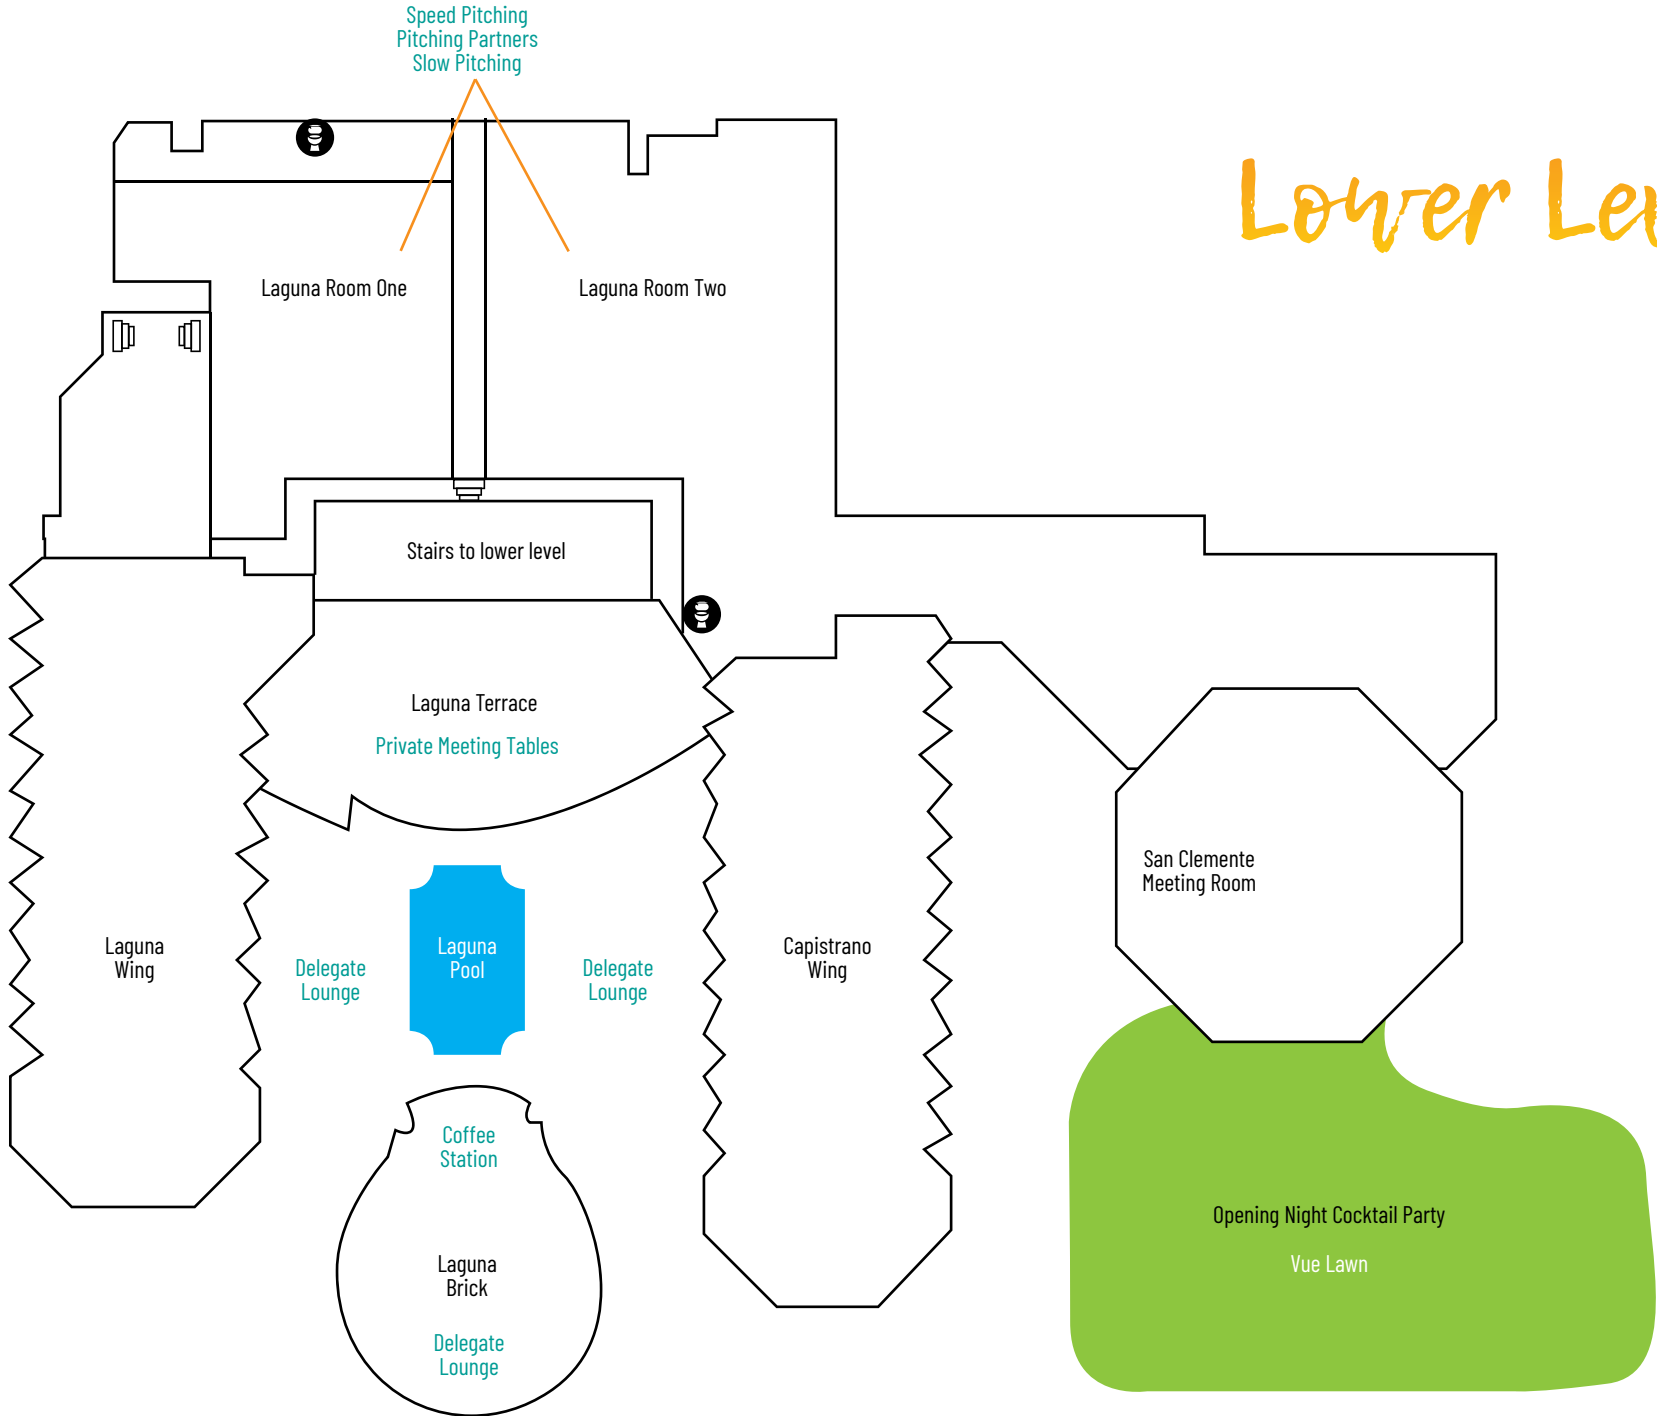 Speed Pitching
Pitching Partners
Slow Pitching
Lower Le
Laguna Room One
Laguna Room Two
Stairs to lower level
Laguna Terrace
Private Meeting Tables
San Clemente
Meeting Room
Laguna
Wing
Delegate
Lounge
Laguna
Pool
Delegate
Lounge
Capistrano
Wing
Coffee
Station
Opening Night Cocktail Party
Vue Lawn
Laguna
Brick
Delegate
Lounge